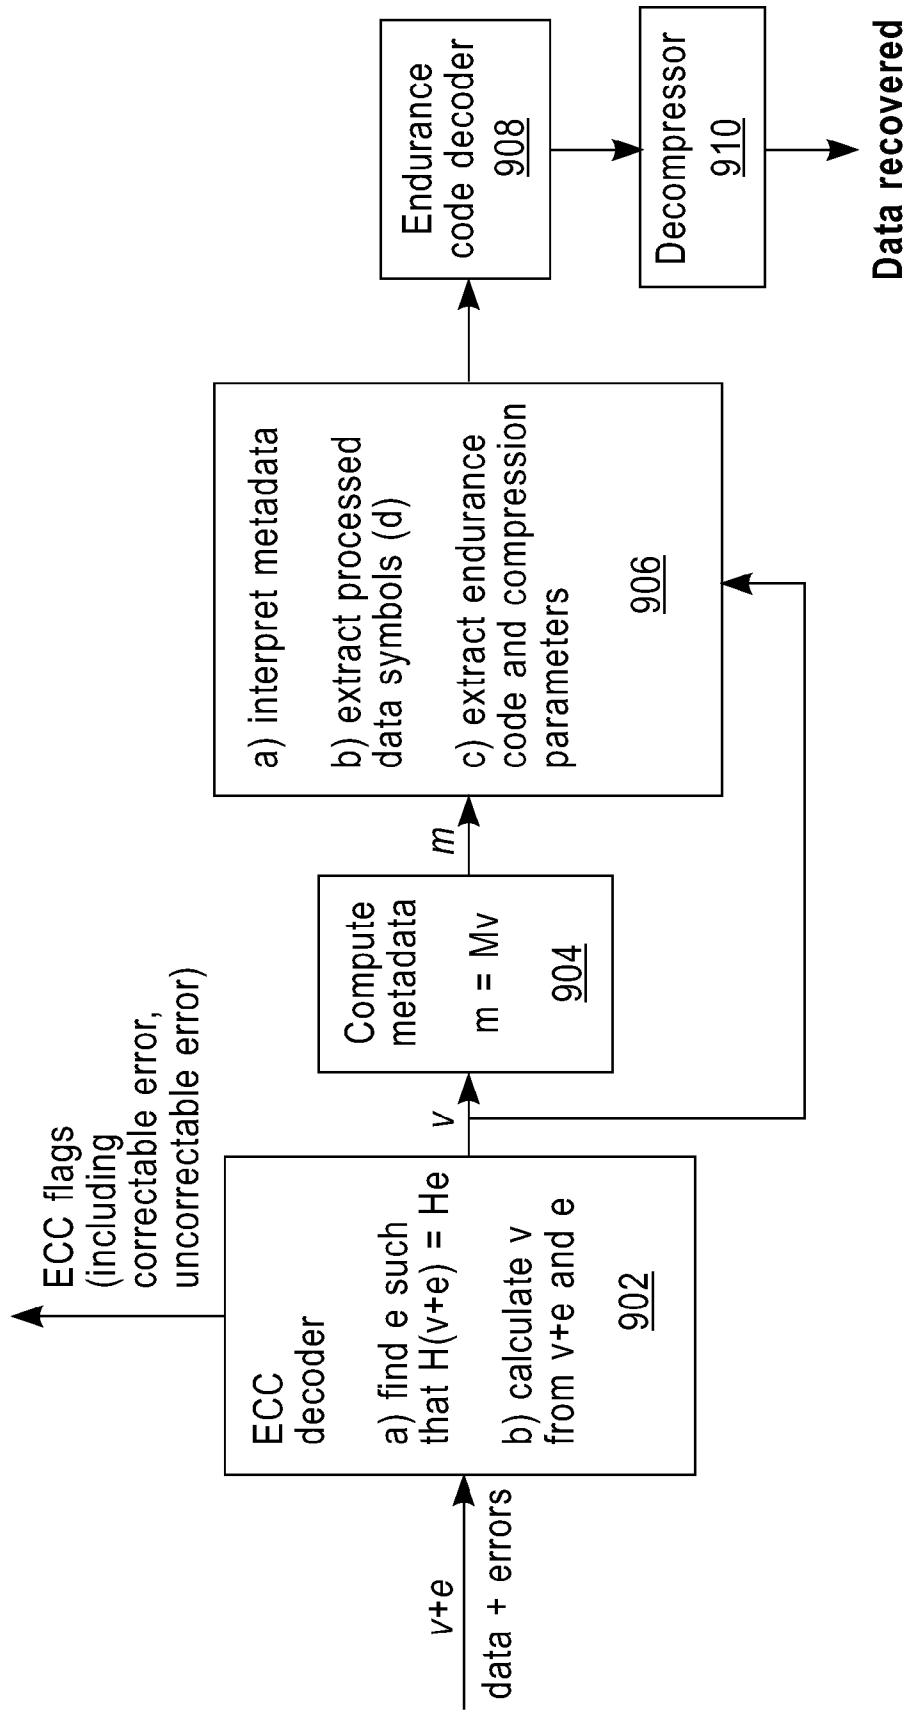 v+e
data + errors
ECC flags
(including
correctable error,
uncorrectable error)
ECC
decoder
a) find e such
that H(v+e) = He
b) calculate v
from v+e and e
902
v
Compute
metadata
m = Mv
904
m
a) interpret metadata
b) extract processed
data symbols (d)
c) extract endurance
code and compression
parameters
906
Endurance
code decoder
908
Decompressor
910
Data recovered